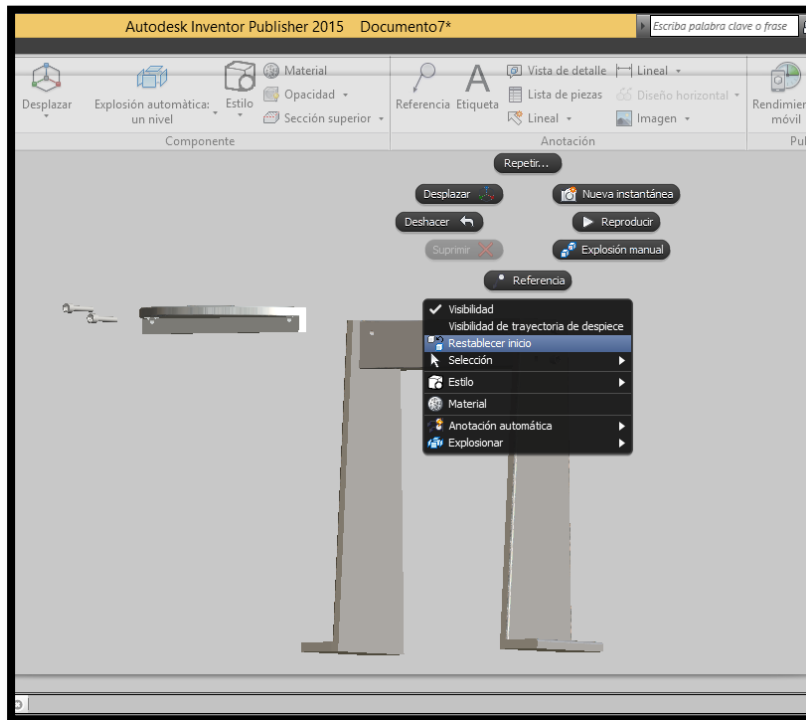 Autodesk Inventor Publisher 2015 Documento7*
Escriba palabra clave o frase
Desplazar
Explosión automática:
un nivel
Estilo
Material
Opacidad
Sección superior
Referencia
Etiqueta
Vista de detalle
Lista de piezas
Lineal
Lineal
Diseño horizontal
Imagen
Rendimien
móvil
Componente
Anotación
Pul
Repetir...
Desplazar
Nueva instantánea
Deshacer
Reproducir
Suprimir
Explosión manual
Referencia
Visibilidad
Visibilidad de trayectoria de despiece
Restablecer inicio
Selección
Estilo
Material
Anotación automática
Explosionar